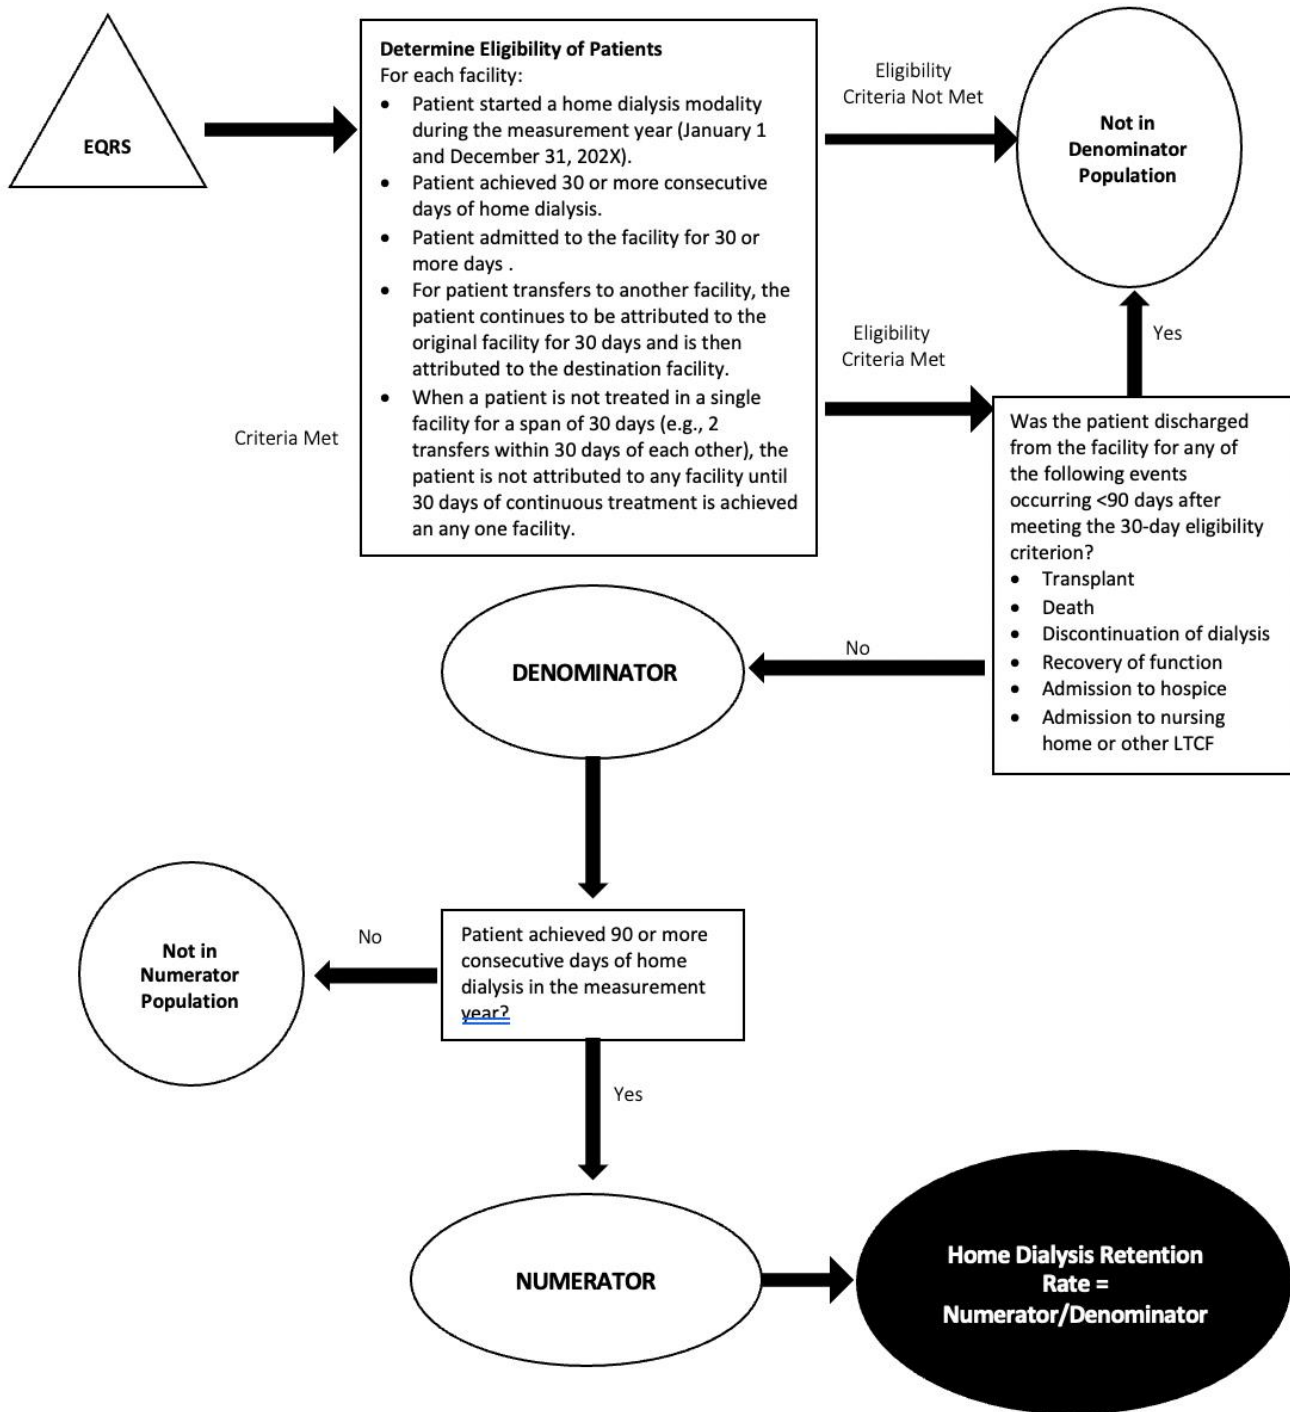 EQRS
Determine Eligibility of Patients
For each facility:
• Patient started a home dialysis modality
during the measurement year (January 1
and December 31, 202X).
• Patient achieved 30 or more consecutive
days of home dialysis.
• Patient admitted to the facility for 30 or
more days .
• For patient transfers to another facility, the
patient continues to be attributed to the
original facility for 30 days and is then
attributed to the destination facility.
• When a patient is not treated in a single
facility for a span of 30 days (e.g., 2
transfers within 30 days of each other), the
patient is not attributed to any facility until
30 days of continuous treatment is achieved
an any one facility.
Criteria Met
Eligibility
Criteria Not Met
Not in
Denominator
Population
Eligibility
Criteria Met
Yes
Was the patient discharged
from the facility for any of
the following events
occurring <90 days after
meeting the 30-day eligibility
criterion?
• Transplant
• Death
• Discontinuation of dialysis
• Recovery of function
• Admission to hospice
• Admission to nursing
home or other LTCF
No
DENOMINATOR
Patient achieved 90 or more
consecutive days of home
dialysis in the measurement
year?
No
Not in
Numerator
Population
Yes
NUMERATOR
Home Dialysis Retention
Rate =
Numerator/Denominator